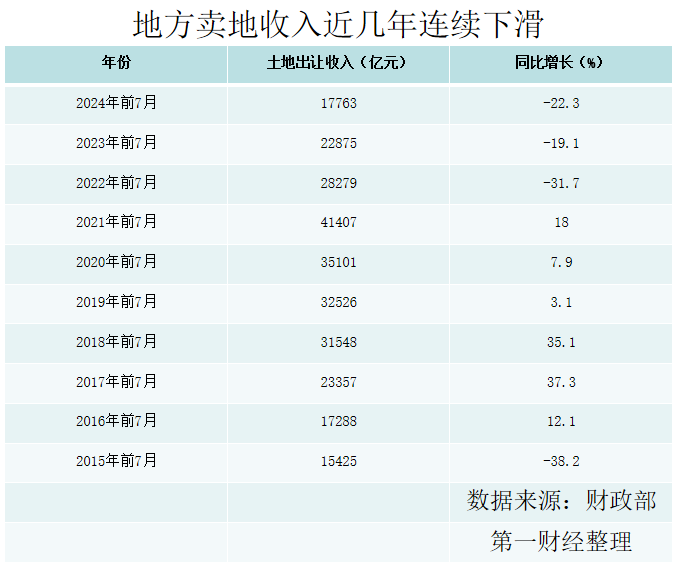 地方卖地收入近几年连续下滑
年份 土地出让收入（亿元） 同比增长（%）
2024年前7月 17763 -22.3
2023年前7月 22875 -19.1
2022年前7月 28279 -31.7
2021年前7月 41407 18
2020年前7月 35101 7.9
2019年前7月 32526 3.1
2018年前7月 31548 35.1
2017年前7月 23357 37.3
2016年前7月 17288 12.1
2015年前7月 15425 -38.2
数据来源：财政部
第一财经整理